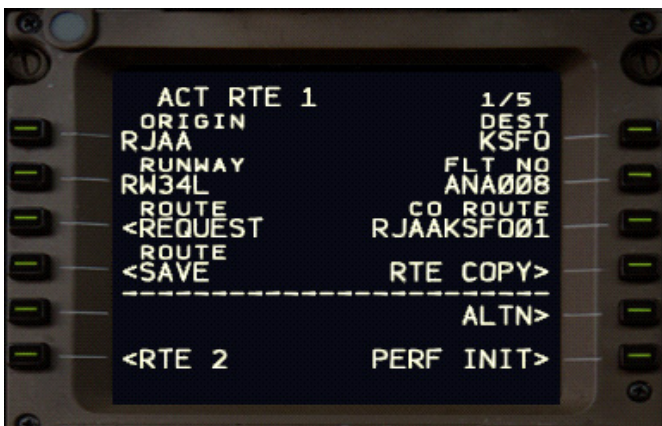 ACT RTE 1 1/5
ORIGIN DEST
RJAA KSFO
RUNWAY FLT NO
RW34L ANA008
ROUTE CO ROUTE
<REQUEST RJAAKSFO01
ROUTE
<SAVE RTE COPY>
ALTN>
<RTE 2 PERF INIT>